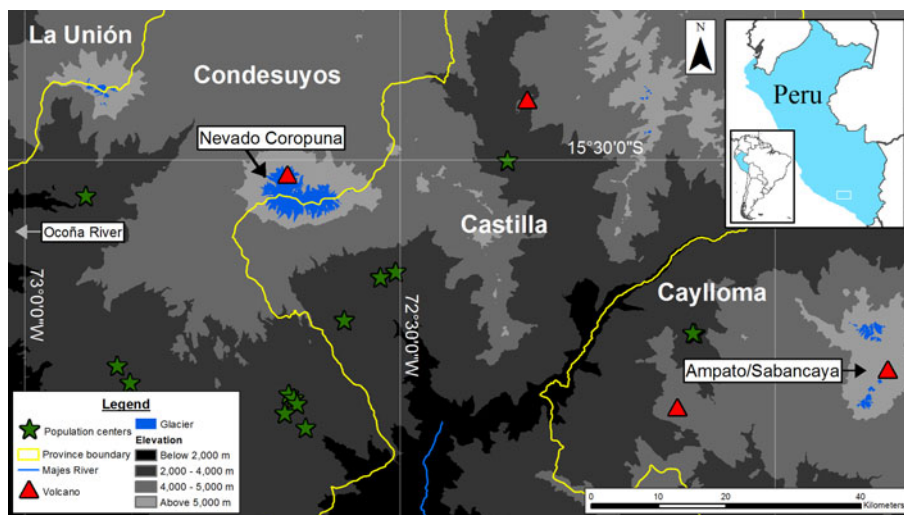 La Unión
Condesuyos
N
Peru
Nevado Coropuna
15°30'0"S
Ocoña River
Castilla
73°0'0"W
72°30'0"W
Caylloma
Ampato/Sabancaya
Legend
Population centers
Province boundary
Majes River
Volcano
Glacier
Elevation
Below 2,000 m
2,000 - 4,000 m
4,000 - 5,000 m
Above 5,000 m
0 10 20 40
Kilometers